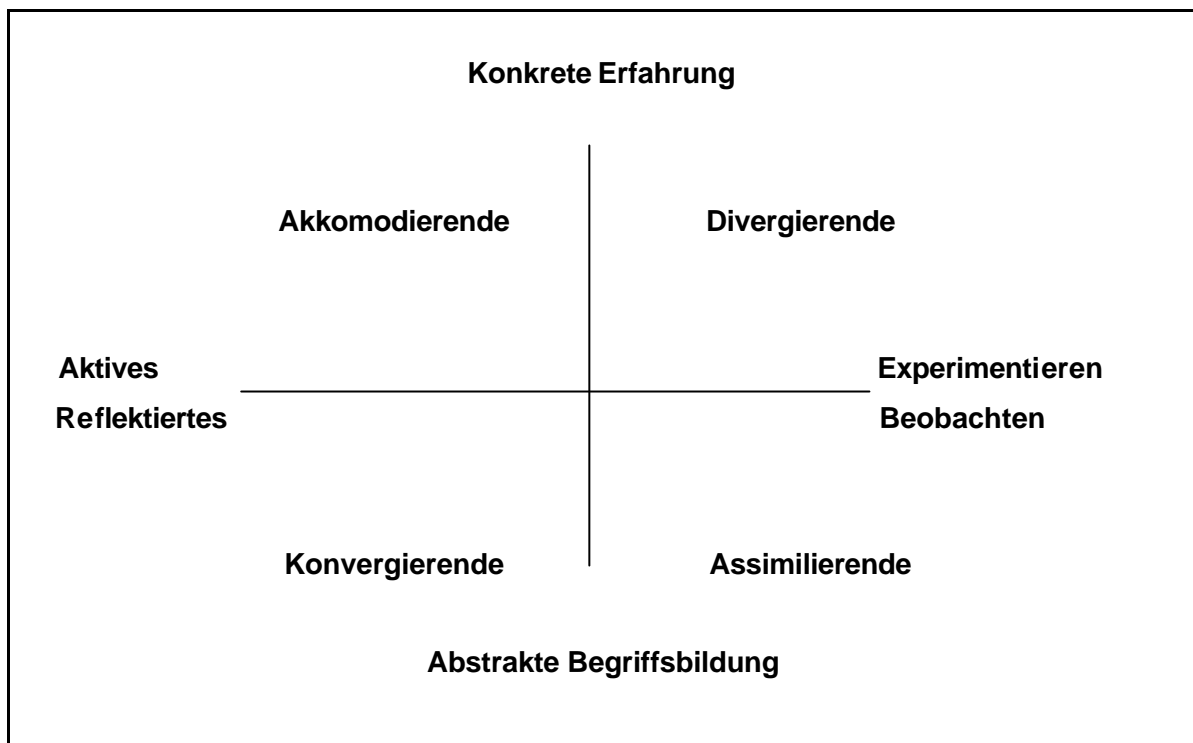 Konkrete Erfahrung
Akkomodierende Divergierende
Aktives Experimentieren
Reflektiertes Beobachten
Konvergierende Assimilierende
Abstrakte Begriffsbildung